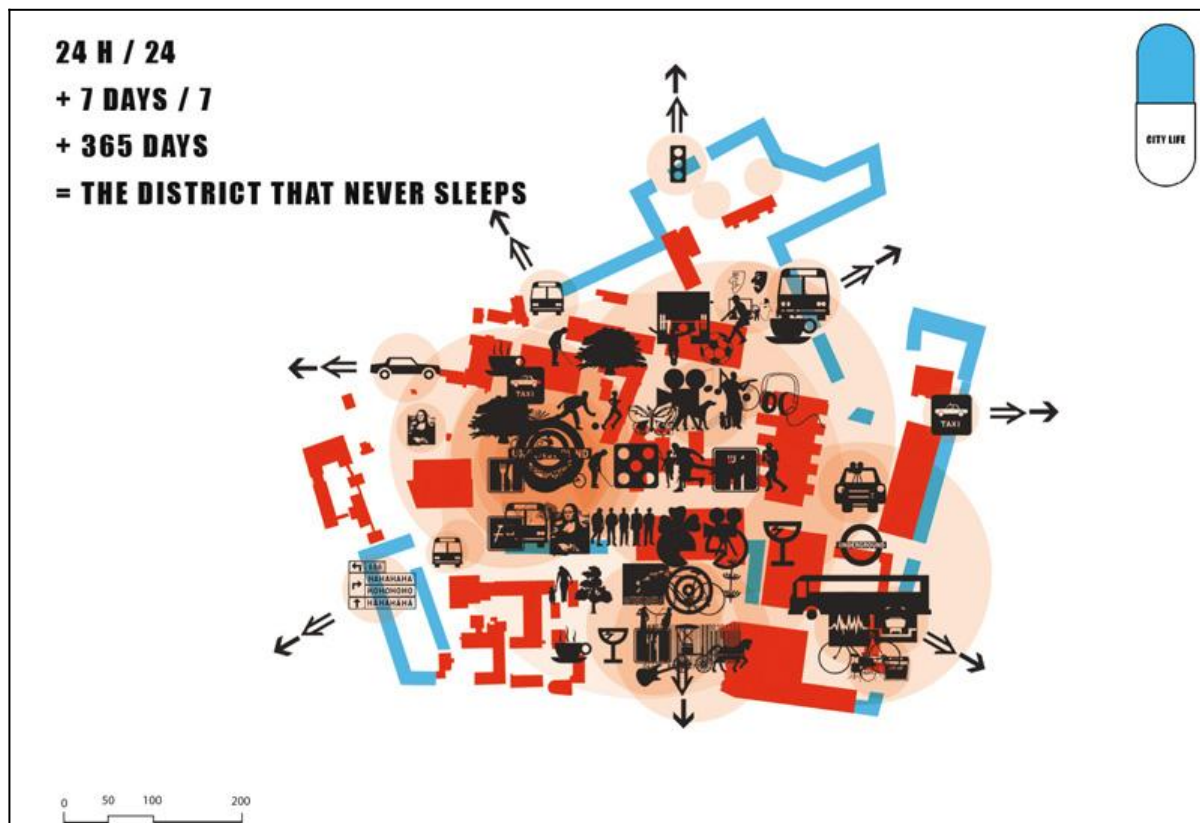 24 H / 24
+ 7 DAYS / 7
+ 365 DAYS
= THE DISTRICT THAT NEVER SLEEPS
CITY LIFE
TAXI
TAXI
UNDERGROUND
UNDERGROUND
HAHAHAHA
HOHOHOHO
HAHAHAHA
0 50 100 200